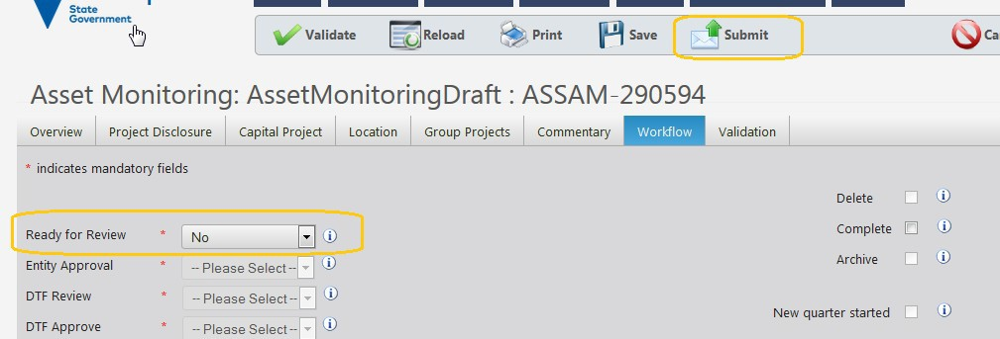 State
Government
Validate
Reload
Print
Save
Submit
Asset Monitoring: AssetMonitoringDraft : ASSAM-290594
Overview
Project Disclosure
Capital Project
Location
Group Projects
Commentary
Workflow
Validation
* indicates mandatory fields
Delete
Complete
Archive
New quarter started
Ready for Review * No
Entity Approval * -- Please Select --
DTF Review * -- Please Select --
DTF Approve * -- Please Select --